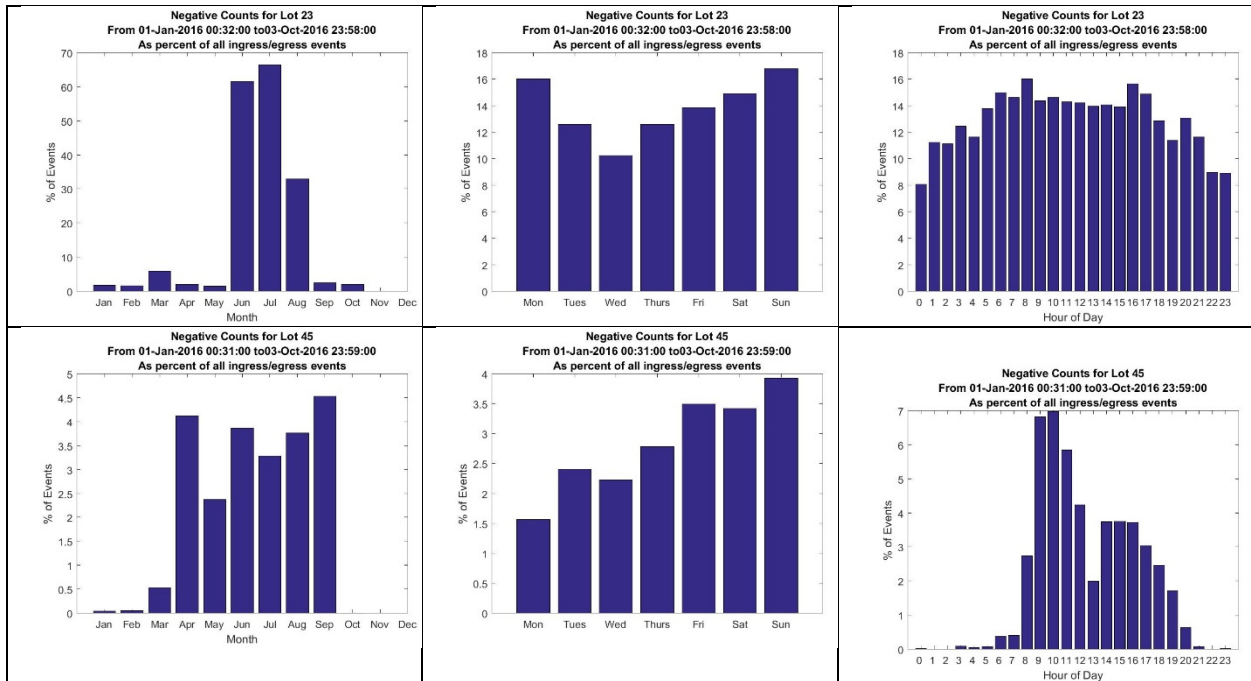 Negative Counts for Lot 23
From 01-Jan-2016 00:32:00 to03-Oct-2016 23:58:00
As percent of all ingress/egress events
70
60
50
40
30
20
10
0
% of Events
Jan Feb Mar Apr May Jun Jul Aug Sep Oct Nov Dec
Month
Negative Counts for Lot 23
From 01-Jan-2016 00:32:00 to03-Oct-2016 23:58:00
As percent of all ingress/egress events
18
16
14
12
10
8
6
4
2
0
% of Events
Mon Tues Wed Thurs Fri Sat Sun
Negative Counts for Lot 23
From 01-Jan-2016 00:32:00 to03-Oct-2016 23:58:00
As percent of all ingress/egress events
18
16
14
12
10
8
6
4
2
0
% of Events
0 1 2 3 4 5 6 7 8 9 10 11 12 13 14 15 16 17 18 19 20 21 22 23
Hour of Day
Negative Counts for Lot 45
From 01-Jan-2016 00:31:00 to03-Oct-2016 23:59:00
As percent of all ingress/egress events
5
4.5
4
3.5
3
2.5
2
1.5
1
0.5
0
% of Events
Jan Feb Mar Apr May Jun Jul Aug Sep Oct Nov Dec
Month
Negative Counts for Lot 45
From 01-Jan-2016 00:31:00 to03-Oct-2016 23:59:00
As percent of all ingress/egress events
4
3.5
3
2.5
2
1.5
1
0.5
0
% of Events
Mon Tues Wed Thurs Fri Sat Sun
Negative Counts for Lot 45
From 01-Jan-2016 00:31:00 to03-Oct-2016 23:59:00
As percent of all ingress/egress events
7
6
5
4
3
2
1
0
% of Events
0 1 2 3 4 5 6 7 8 9 10 11 12 13 14 15 16 17 18 19 20 21 22 23
Hour of Day